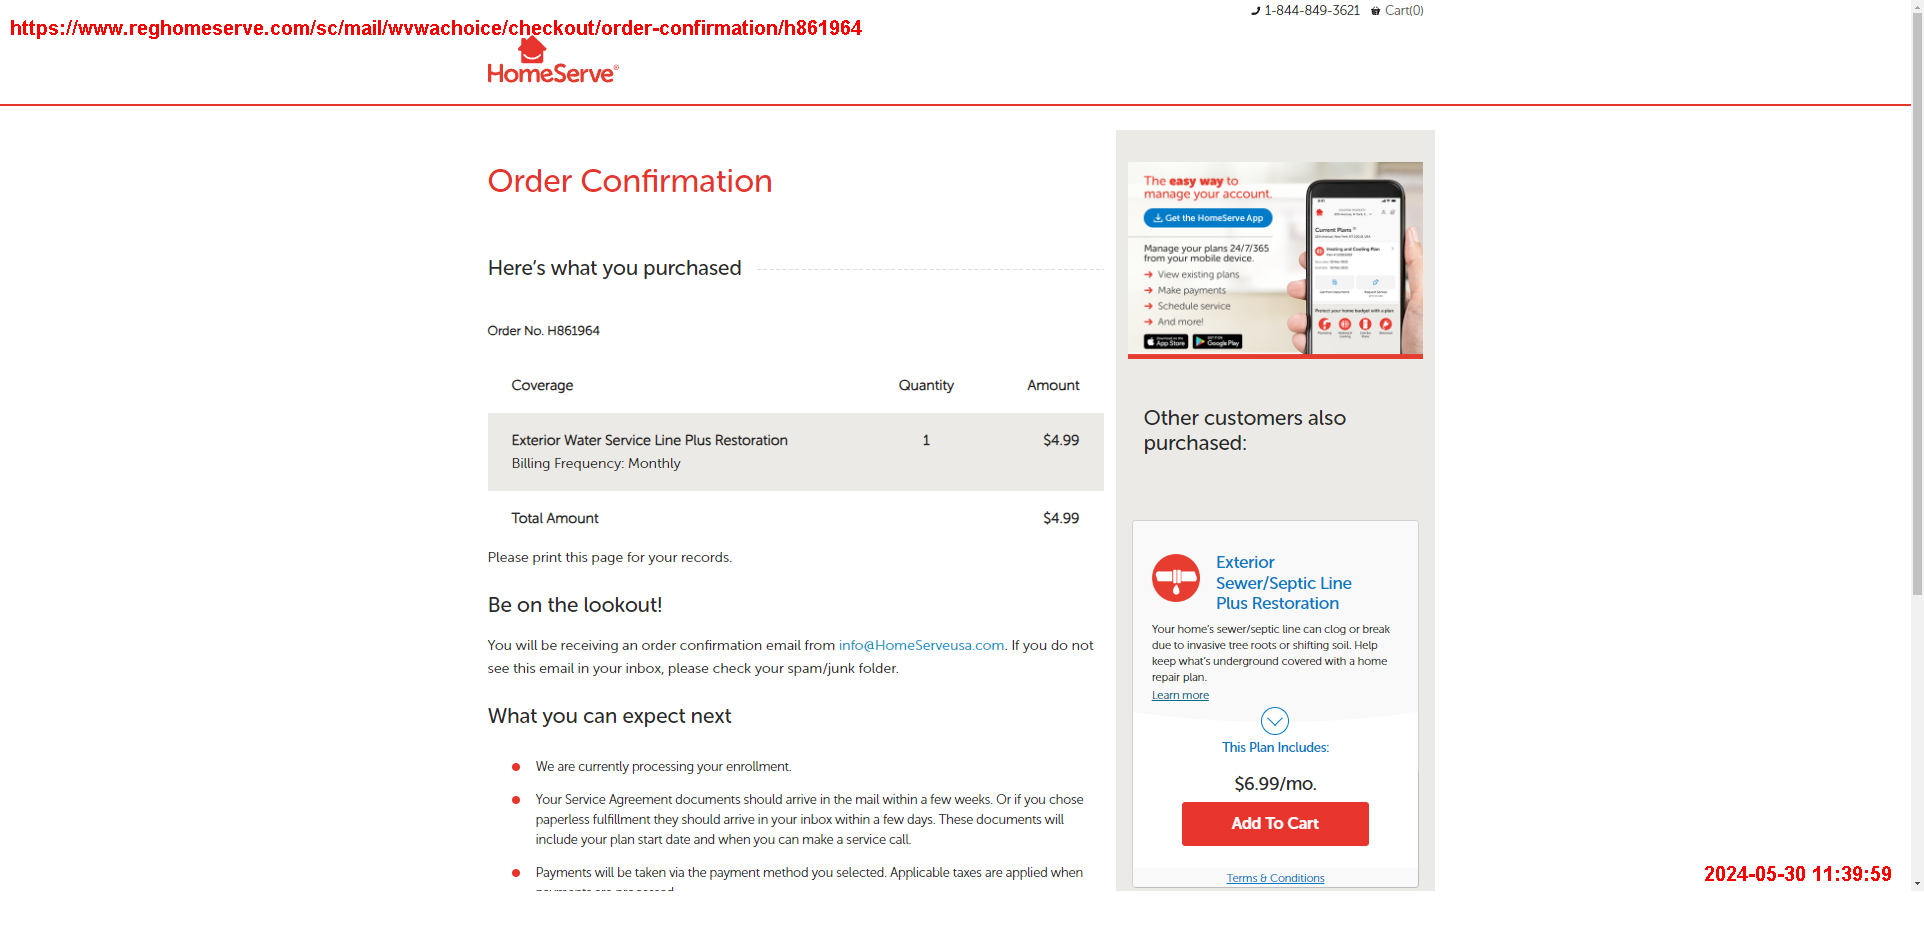 1-844-849-3621 Cart(0)
https://www.reghomeserve.com/sc/mail/wvwachoice/checkout/order-confirmation/h861964
HomeServe®
Order Confirmation
Here's what you purchased
Order No. H861964
Coverage Quantity Amount
Exterior Water Service Line Plus Restoration 1 $4.99
Billing Frequency: Monthly
Total Amount $4.99
Please print this page for your records.
Be on the lookout!
You will be receiving an order confirmation email from info@HomeServeusa.com. If you do not
see this email in your inbox, please check your spam/junk folder.
What you can expect next
We are currently processing your enrollment.
Your Service Agreement documents should arrive in the mail within a few weeks. Or if you chose
paperless fulfillment they should arrive in your inbox within a few days. These documents will
include your plan start date and when you can make a service call.
Payments will be taken via the payment method you selected. Applicable taxes are applied when
The easy way to
manage your account.
Get the HomeServe App
Manage your plans 24/7/365
from your mobile device.
View existing plans
Make payments
Schedule service
And more!
App Store Google Play
Current Plans
Heating and Cooling Plan
Protect your home budget with a plan
Other customers also
purchased:
Exterior
Sewer/Septic Line
Plus Restoration
Your home's sewer/septic line can clog or break
due to invasive tree roots or shifting soil. Help
keep what's underground covered with a home
repair plan.
Learn more
This Plan Includes:
$6.99/mo.
Add To Cart
Terms & Conditions
2024-05-30 11:39:59